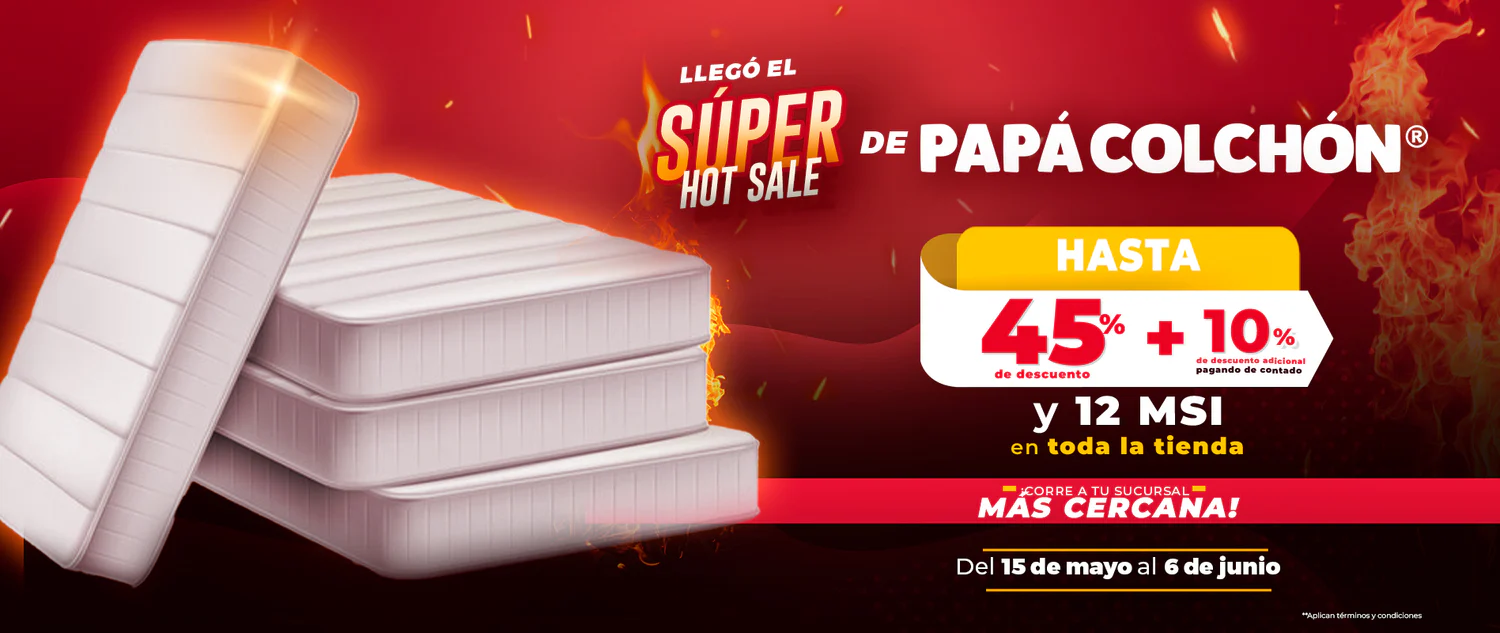 LLEGÓ EL
SÚPER
HOT SALE
DE PAPÁ COLCHÓN®
HASTA
45% + 10%
de descuento
de descuento adicional
pagando de contado
y 12 MSI
en toda la tienda
¡CORRE A TU SUCURSAL
MÁS CERCANA!
Del 15 de mayo al 6 de junio
**Aplican términos y condiciones